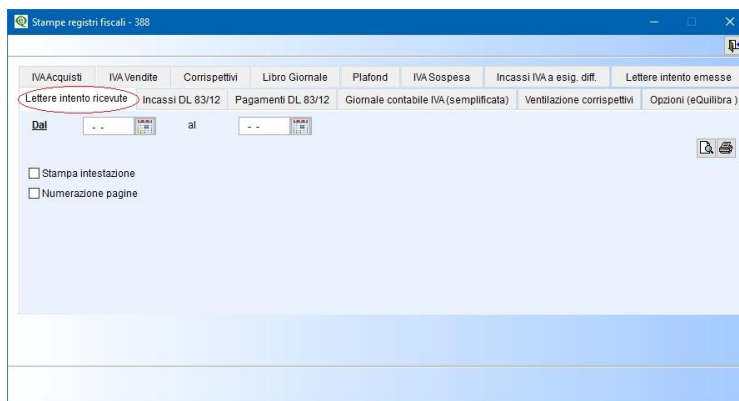 Stampe registri fiscali - 388
IVA Acquisti IVA Vendite Corrispettivi Libro Giornale Plafond IVA Sospesa Incassi IVA a esig. diff. Lettere intento emesse
Lettere intento ricevute Incassi DL 83/12 Pagamenti DL 83/12 Giornale contabile IVA (semplificata) Ventilazione corrispettivi Opzioni (eQuilibra )
Dal - - al - -
Stampa intestazione
Numerazione pagine